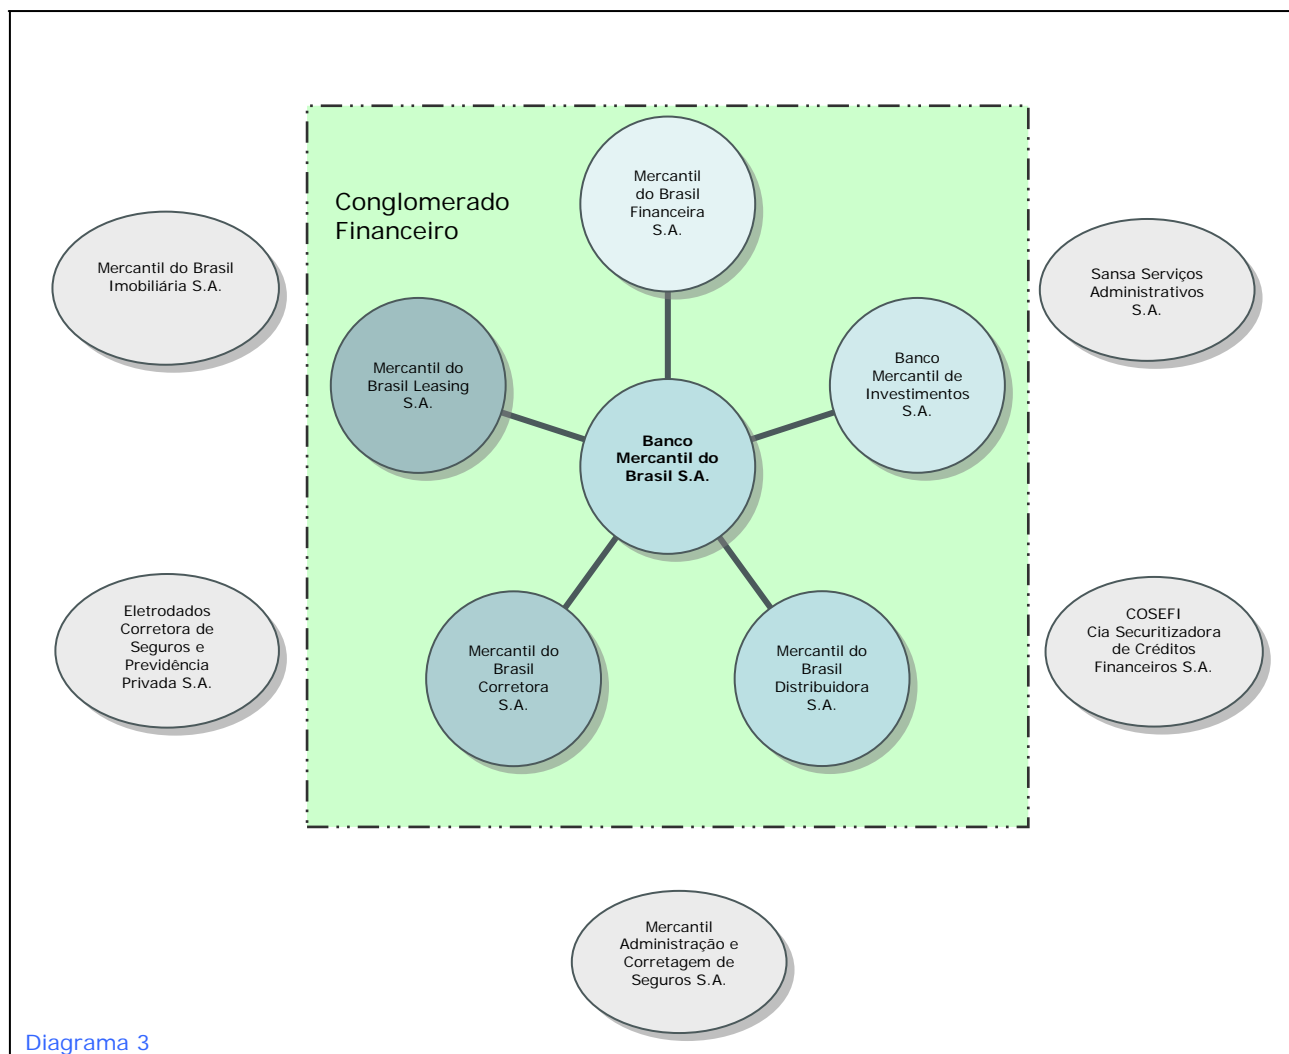 Conglomerado
Financeiro
Mercantil
do Brasil
Financeira
S.A.
Mercantil do Brasil
Imobiliária S.A.
Sansa Serviços
Administrativos
S.A.
Mercantil do
Brasil Leasing
S.A.
Banco
Mercantil de
Investimentos
S.A.
Banco
Mercantil do
Brasil S.A.
Eletrodados
Corretora de
Seguros e
Previdência
Privada S.A.
Mercantil do
Brasil
Corretora
S.A.
Mercantil do
Brasil
Distribuidora
S.A.
COSEFI
Cia Securitizadora
de Créditos
Financeiros S.A.
Mercantil
Administração e
Corretagem de
Seguros S.A.
Diagrama 3